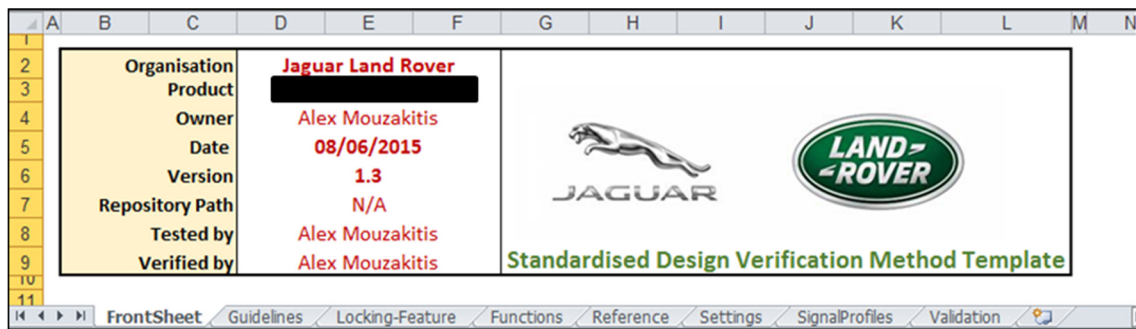 A B C D E F G H I J K L M N
1
2 Organisation Jaguar Land Rover
3 Product
4 Owner Alex Mouzakitis
5 Date 08/06/2015
6 Version 1.3
7 Repository Path N/A
8 Tested by Alex Mouzakitis
9 Verified by Alex Mouzakitis
10
11
JAGUAR
LAND-
-ROVER
Standardised Design Verification Method Template
FrontSheet Guidelines Locking-Feature Functions Reference Settings SignalProfiles Validation